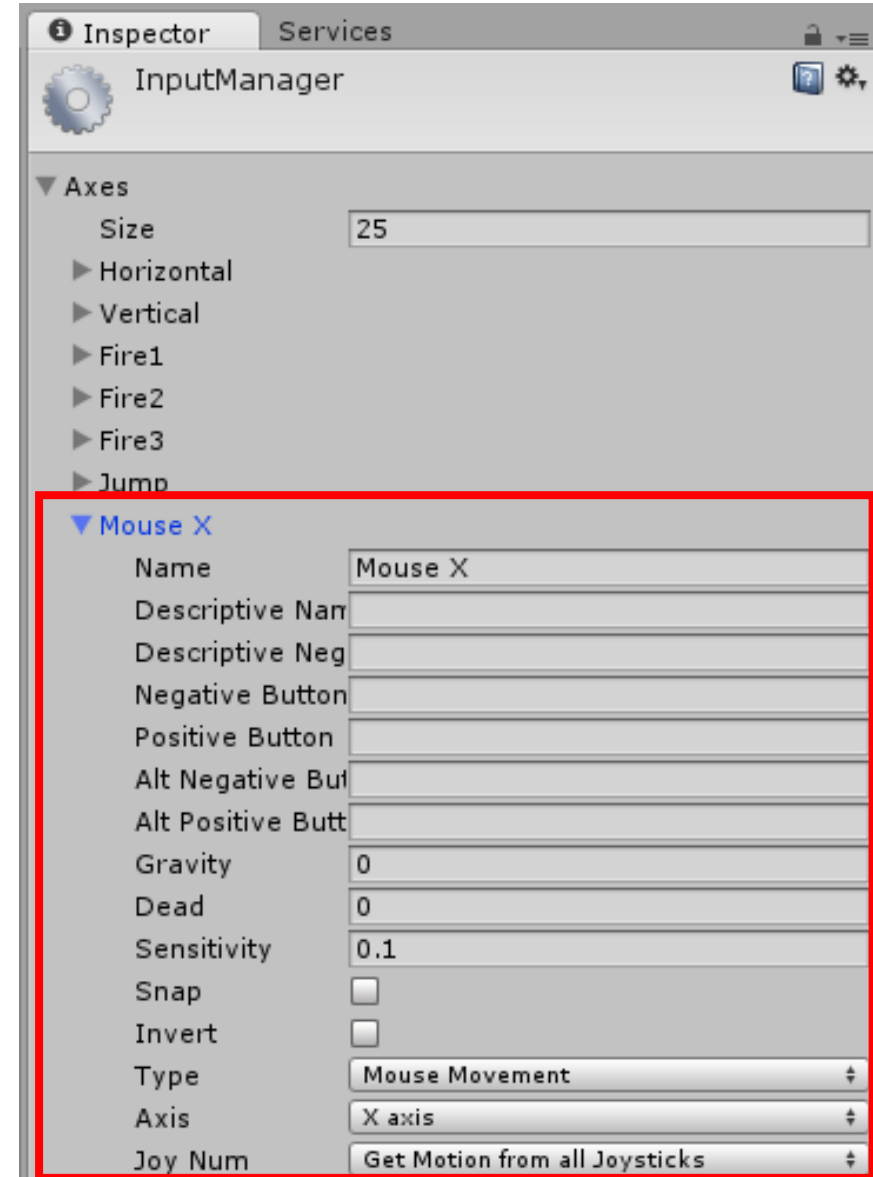 Inspector Services
InputManager
Axes
Size 25
Horizontal
Vertical
Fire1
Fire2
Fire3
Jump
Mouse X
Name Mouse X
Descriptive Nam
Descriptive Neg
Negative Button
Positive Button
Alt Negative But
Alt Positive Butt
Gravity 0
Dead 0
Sensitivity 0.1
Snap
Invert
Type Mouse Movement
Axis X axis
Joy Num Get Motion from all Joysticks